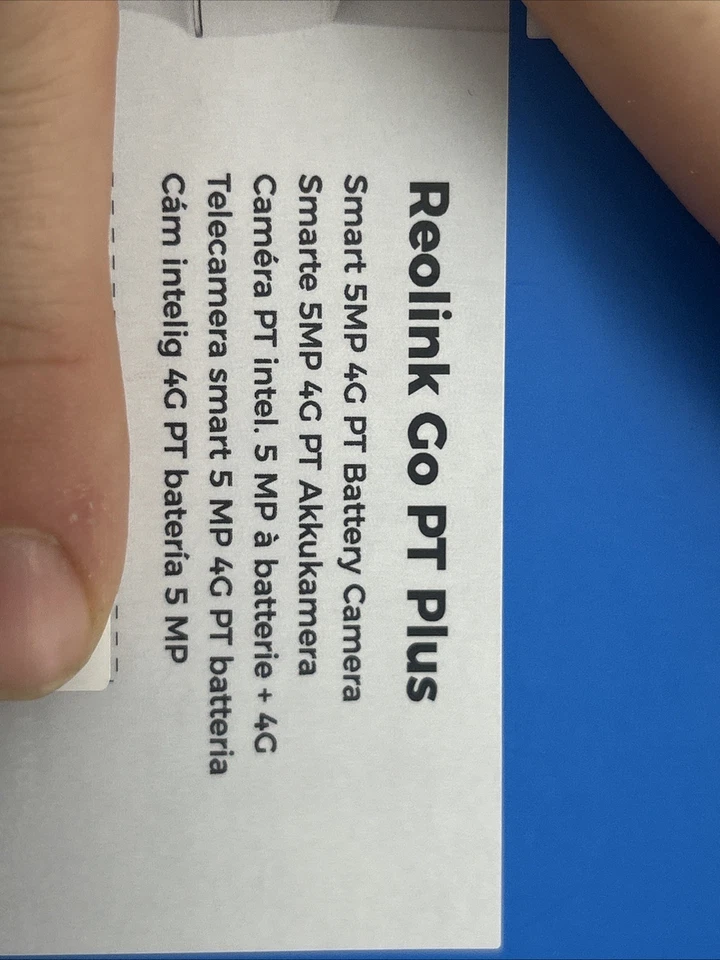 Reolink Go PT Plus
Smart 5MP 4G PT Battery Camera
Smarte 5MP 4G PT Akkukamera
Caméra PT intel. 5 MP à batterie + 4G
Telecamera smart 5 MP 4G PT batteria
Cám intelig 4G PT batería 5 MP